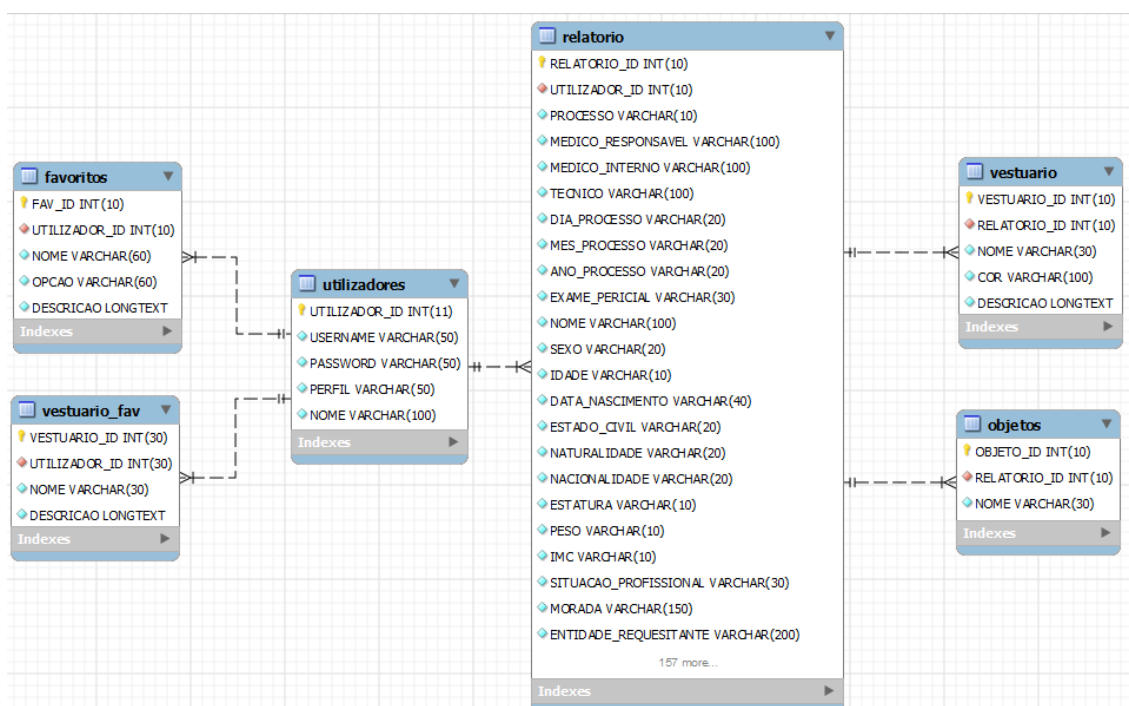 favoritos
FAV_ID INT(10)
UTILIZADOR_ID INT(10)
NOME VARCHAR(60)
OPCAO VARCHAR(60)
DESCRICAO LONGTEXT
Indexes
vestuario_fav
VESTUARIO_ID INT(30)
UTILIZADOR_ID INT(30)
NOME VARCHAR(30)
DESCRICAO LONGTEXT
utilizadores
UTILIZADOR_ID INT(11)
USERNAME VARCHAR(50)
PASSWORD VARCHAR(50)
PERFIL VARCHAR(50)
NOME VARCHAR(100)
Indexes
relatorio
RELATORIO_ID INT(10)
UTILIZADOR_ID INT(10)
PROCESSO VARCHAR(10)
MEDICO_RESPONSAVEL VARCHAR(100)
MEDICO_INTERNO VARCHAR(100)
TECNICO VARCHAR(100)
DIA_PROCESSO VARCHAR(20)
MES_PROCESSO VARCHAR(20)
ANO_PROCESSO VARCHAR(20)
EXAME_PERICIAL VARCHAR(30)
NOME VARCHAR(100)
SEXO VARCHAR(20)
IDADE VARCHAR(10)
DATA_NASCIMENTO VARCHAR(40)
ESTADO_CIVIL VARCHAR(20)
NATURALIDADE VARCHAR(20)
NACIONALIDADE VARCHAR(20)
ESTATURA VARCHAR(10)
PESO VARCHAR(10)
IMC VARCHAR(10)
SITUACAO_PROFISSIONAL VARCHAR(30)
MORADA VARCHAR(150)
ENTIDADE_REQUESITANTE VARCHAR(200)
157 more...
Indexes
vestuario
VESTUARIO_ID INT(10)
RELATORIO_ID INT(10)
NOME VARCHAR(30)
COR VARCHAR(100)
DESCRICAO LONGTEXT
Indexes
objetos
OBJETO_ID INT(10)
RELATORIO_ID INT(10)
NOME VARCHAR(30)
Indexes